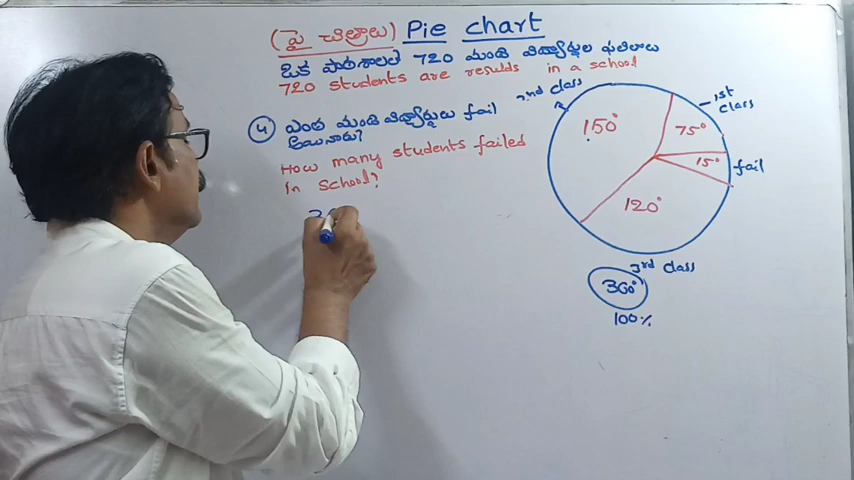 (పై చిత్రాలు) Pie chart
ఓక పాఠశాలలో 720 మంది విద్యార్థుల ఫలితాలు
720 students are results in a school
4 ఎంత మంది విద్యార్థులు fail
అయినారు?
How many students failed
In School?
2nd class
1st
class
150°
75°
15°
fail
120°
3rd class
360°
100%